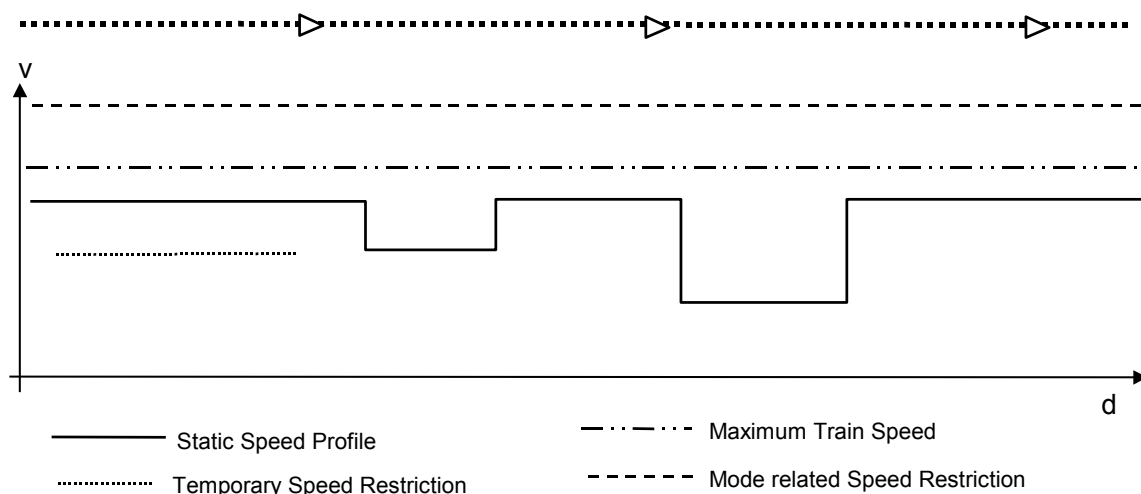 v
d
Static Speed Profile
Maximum Train Speed
Temporary Speed Restriction
Mode related Speed Restriction